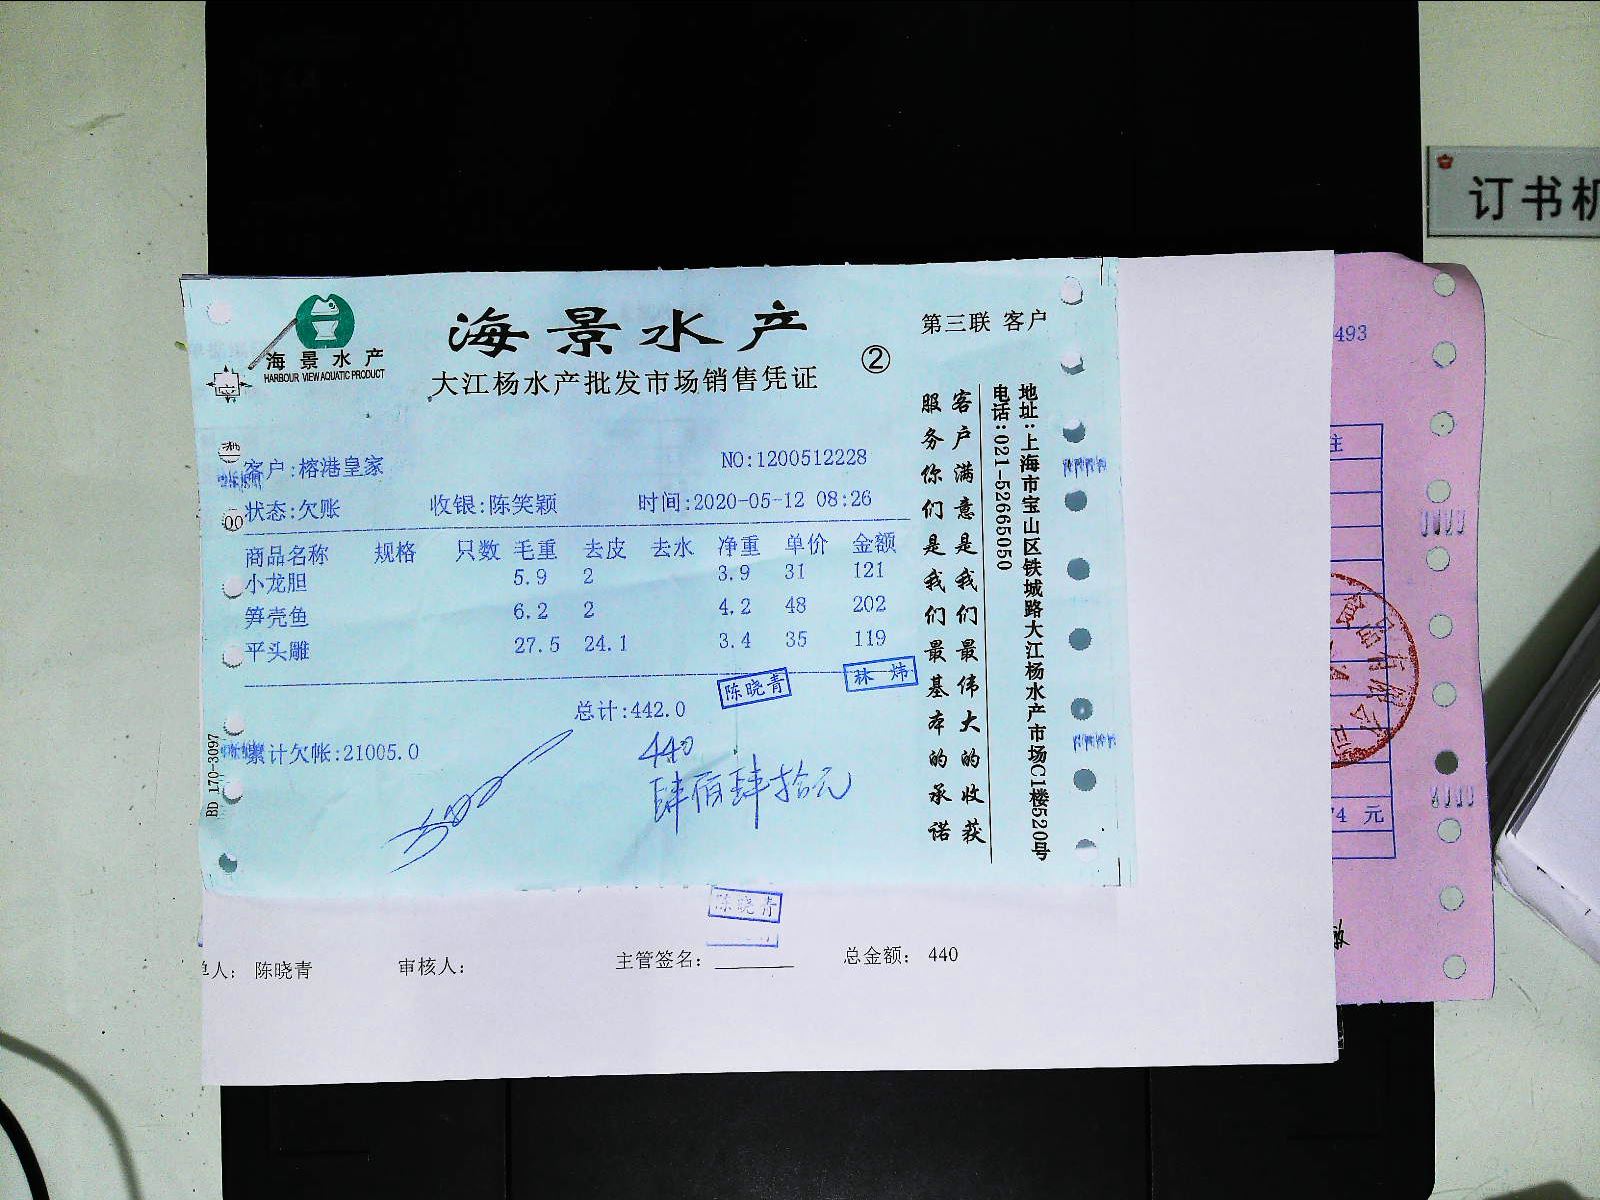 订书机
海景水产
HARBOUR VIEW AQUATIC PRODUCT
海景水产
大江杨水产批发市场销售凭证
②
第三联 客户
客户:榕港皇家
NO:1200512228
状态:欠账 收银:陈笑颖 时间:2020-05-12 08:26
商品名称 规格 只数 毛重 去皮 去水 净重 单价 金额
小龙胆 5.9 2 3.9 31 121
笋壳鱼 6.2 2 4.2 48 202
平头雕 27.5 24.1 3.4 35 119
陈晓青
林炜
总计:442.0
累计欠帐:21005.0
440
肆佰肆拾元
BD 170-3097
客户满意是我们最伟大的收获
服务你们是我们最基本的承诺
地址:上海市宝山区铁城路大江杨水产市场C1楼520号
电话:021-52665050
陈晓青
单人: 陈晓青 审核人: 主管签名: 总金额: 440
493
注
有限公司
74 元